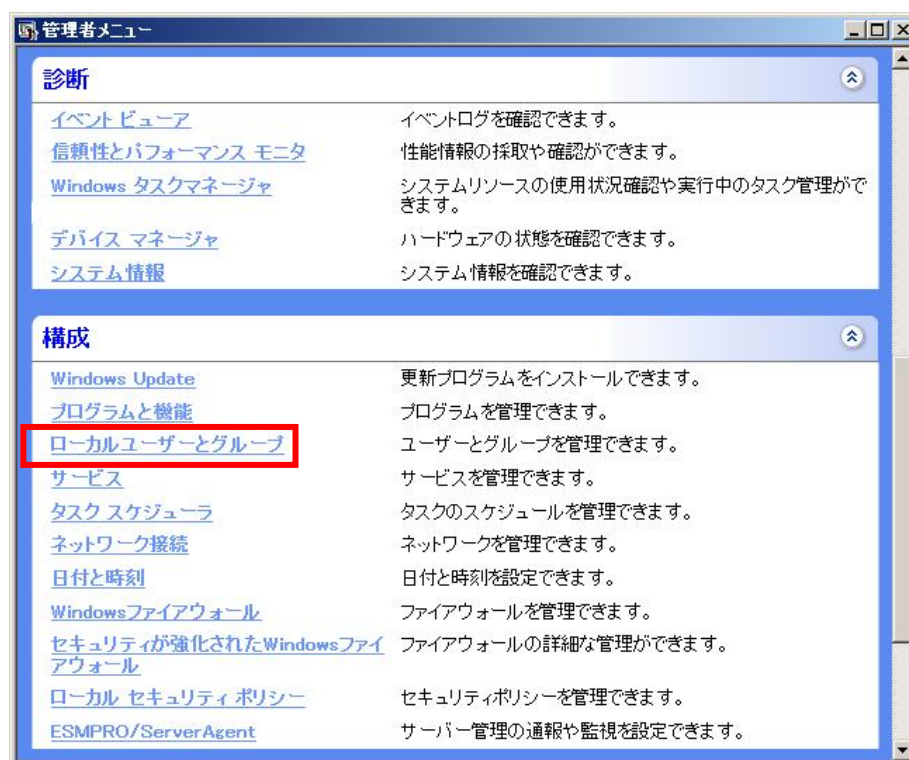 管理者メニュー
診断
イベント ビューア イベントログを確認できます。
信頼性とパフォーマンス モニタ 性能情報の採取や確認ができます。
Windows タスクマネージャ システムリソースの使用状況確認や実行中のタスク管理がで
きます。
デバイス マネージャ ハードウェアの状態を確認できます。
システム情報 システム情報を確認できます。
構成
Windows Update 更新プログラムをインストールできます。
プログラムと機能 プログラムを管理できます。
ローカルユーザーとグループ ユーザーとグループを管理できます。
サービス サービスを管理できます。
タスク スケジューラ タスクのスケジュールを管理できます。
ネットワーク接続 ネットワークを管理できます。
日付と時刻 日付と時刻を設定できます。
Windowsファイアウォール ファイアウォールを管理できます。
セキュリティが強化されたWindowsファイ ファイアウォールの詳細な管理ができます。
アウォール
ローカル セキュリティ ポリシー セキュリティポリシーを管理できます。
ESMPRO/ServerAgent サーバー管理の通報や監視を設定できます。